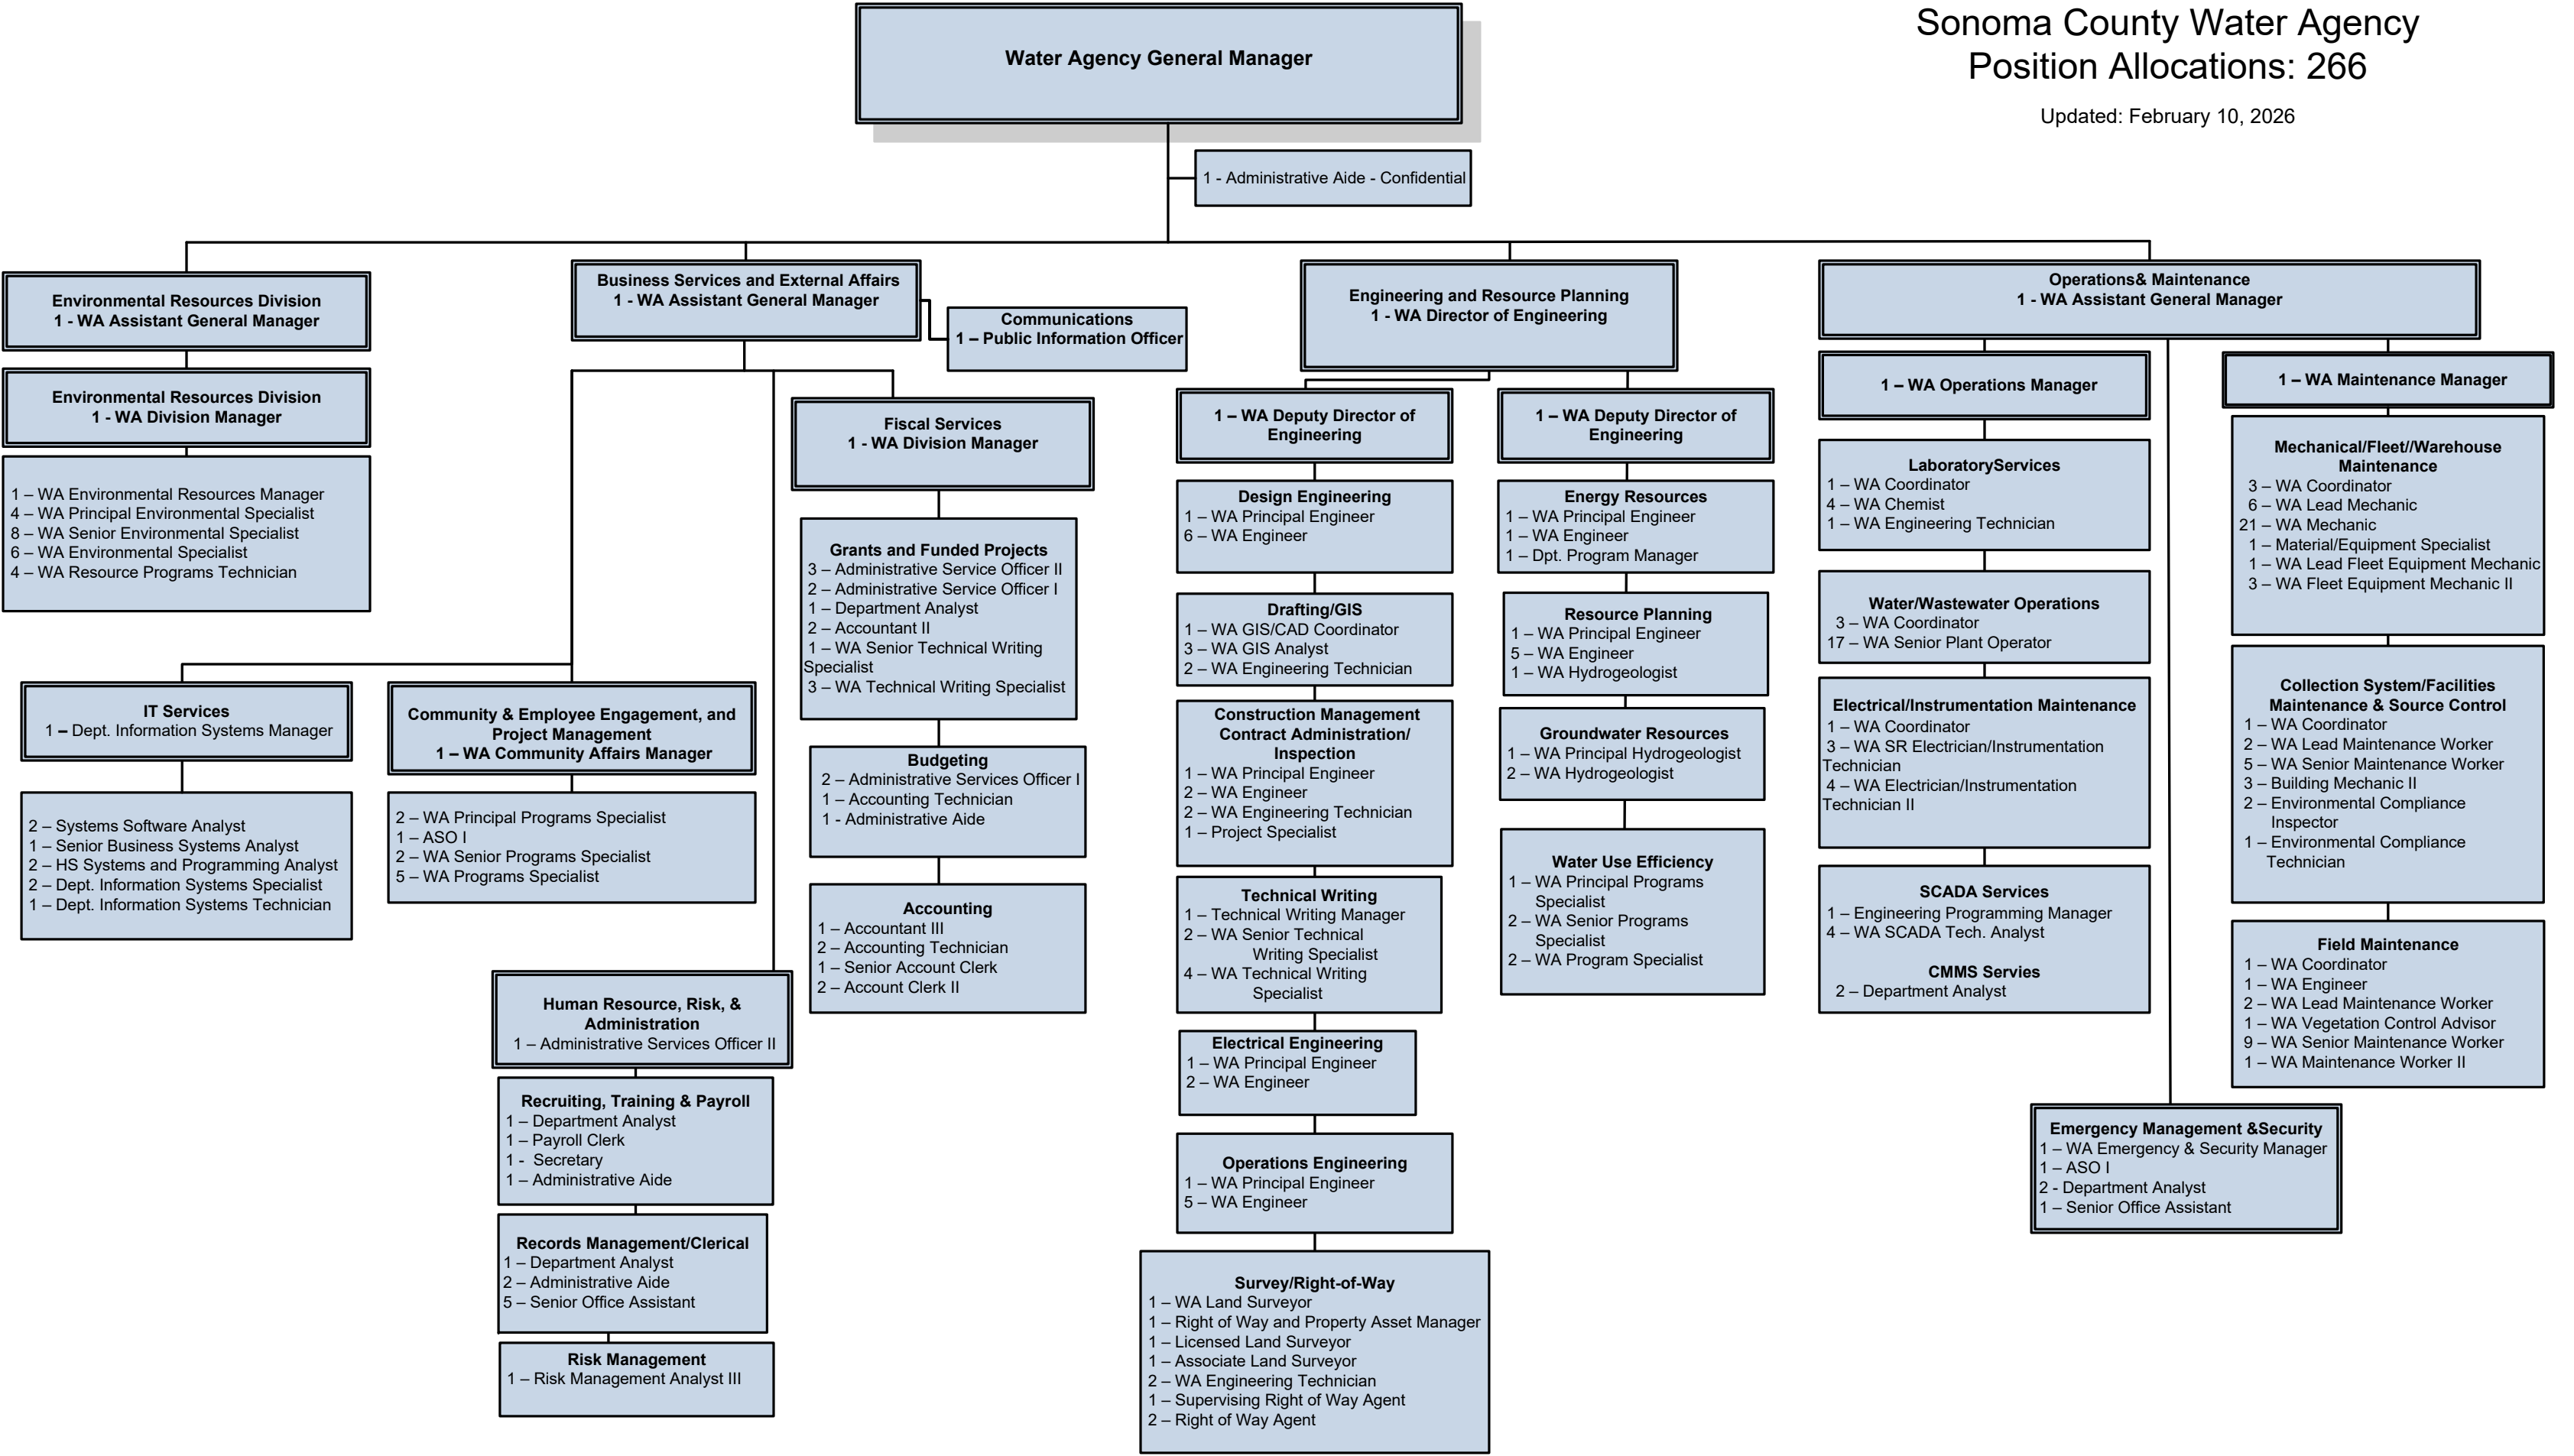 Sonoma County Water Agency
Position Allocations: 266
Updated: February 10, 2026
Water Agency General Manager
1 - Administrative Aide - Confidential
Environmental Resources Division
1 - WA Assistant General Manager
Environmental Resources Division
1 - WA Division Manager
1 – WA Environmental Resources Manager
4 – WA Principal Environmental Specialist
8 – WA Senior Environmental Specialist
6 – WA Environmental Specialist
4 – WA Resource Programs Technician
Business Services and External Affairs
1 - WA Assistant General Manager
Communications
1 – Public Information Officer
IT Services
1 – Dept. Information Systems Manager
2 – Systems Software Analyst
1 – Senior Business Systems Analyst
2 – HS Systems and Programming Analyst
2 – Dept. Information Systems Specialist
1 – Dept. Information Systems Technician
Community & Employee Engagement, and
Project Management
1 – WA Community Affairs Manager
2 – WA Principal Programs Specialist
1 – ASO I
2 – WA Senior Programs Specialist
5 – WA Programs Specialist
Human Resource, Risk, &
Administration
1 – Administrative Services Officer II
Recruiting, Training & Payroll
1 – Department Analyst
1 – Payroll Clerk
1 - Secretary
1 – Administrative Aide
Records Management/Clerical
1 – Department Analyst
2 – Administrative Aide
5 – Senior Office Assistant
Risk Management
1 – Risk Management Analyst III
Fiscal Services
1 - WA Division Manager
Grants and Funded Projects
3 – Administrative Service Officer II
2 – Administrative Service Officer I
1 – Department Analyst
2 – Accountant II
1 – WA Senior Technical Writing
Specialist
3 – WA Technical Writing Specialist
Budgeting
2 – Administrative Services Officer I
1 – Accounting Technician
1 - Administrative Aide
Accounting
1 – Accountant III
2 – Accounting Technician
1 – Senior Account Clerk
2 – Account Clerk II
Engineering and Resource Planning
1 - WA Director of Engineering
1 – WA Deputy Director of
Engineering
Design Engineering
1 – WA Principal Engineer
6 – WA Engineer
Drafting/GIS
1 – WA GIS/CAD Coordinator
3 – WA GIS Analyst
2 – WA Engineering Technician
Construction Management
Contract Administration/
Inspection
1 – WA Principal Engineer
2 – WA Engineer
2 – WA Engineering Technician
1 – Project Specialist
Technical Writing
1 – Technical Writing Manager
2 – WA Senior Technical
Writing Specialist
4 – WA Technical Writing
Specialist
Electrical Engineering
1 – WA Principal Engineer
2 – WA Engineer
Operations Engineering
1 – WA Principal Engineer
5 – WA Engineer
Survey/Right-of-Way
1 – WA Land Surveyor
1 – Right of Way and Property Asset Manager
1 – Licensed Land Surveyor
1 – Associate Land Surveyor
2 – WA Engineering Technician
1 – Supervising Right of Way Agent
2 – Right of Way Agent
1 – WA Deputy Director of
Engineering
Energy Resources
1 – WA Principal Engineer
1 – WA Engineer
1 – Dpt. Program Manager
Resource Planning
1 – WA Principal Engineer
5 – WA Engineer
1 – WA Hydrogeologist
Groundwater Resources
1 – WA Principal Hydrogeologist
2 – WA Hydrogeologist
Water Use Efficiency
1 – WA Principal Programs
Specialist
2 – WA Senior Programs
Specialist
2 – WA Program Specialist
Operations& Maintenance
1 - WA Assistant General Manager
1 – WA Operations Manager
LaboratoryServices
1 – WA Coordinator
4 – WA Chemist
1 – WA Engineering Technician
Water/Wastewater Operations
3 – WA Coordinator
17 – WA Senior Plant Operator
Electrical/Instrumentation Maintenance
1 – WA Coordinator
3 – WA SR Electrician/Instrumentation
Technician
4 – WA Electrician/Instrumentation
Technician II
SCADA Services
1 – Engineering Programming Manager
4 – WA SCADA Tech. Analyst
CMMS Servies
2 – Department Analyst
1 – WA Maintenance Manager
Mechanical/Fleet//Warehouse
Maintenance
3 – WA Coordinator
6 – WA Lead Mechanic
21 – WA Mechanic
1 – Material/Equipment Specialist
1 – WA Lead Fleet Equipment Mechanic
3 – WA Fleet Equipment Mechanic II
Collection System/Facilities
Maintenance & Source Control
1 – WA Coordinator
2 – WA Lead Maintenance Worker
5 – WA Senior Maintenance Worker
3 – Building Mechanic II
2 – Environmental Compliance
Inspector
1 – Environmental Compliance
Technician
Field Maintenance
1 – WA Coordinator
1 – WA Engineer
2 – WA Lead Maintenance Worker
1 – WA Vegetation Control Advisor
9 – WA Senior Maintenance Worker
1 – WA Maintenance Worker II
Emergency Management &Security
1 – WA Emergency & Security Manager
1 – ASO I
2 - Department Analyst
1 – Senior Office Assistant